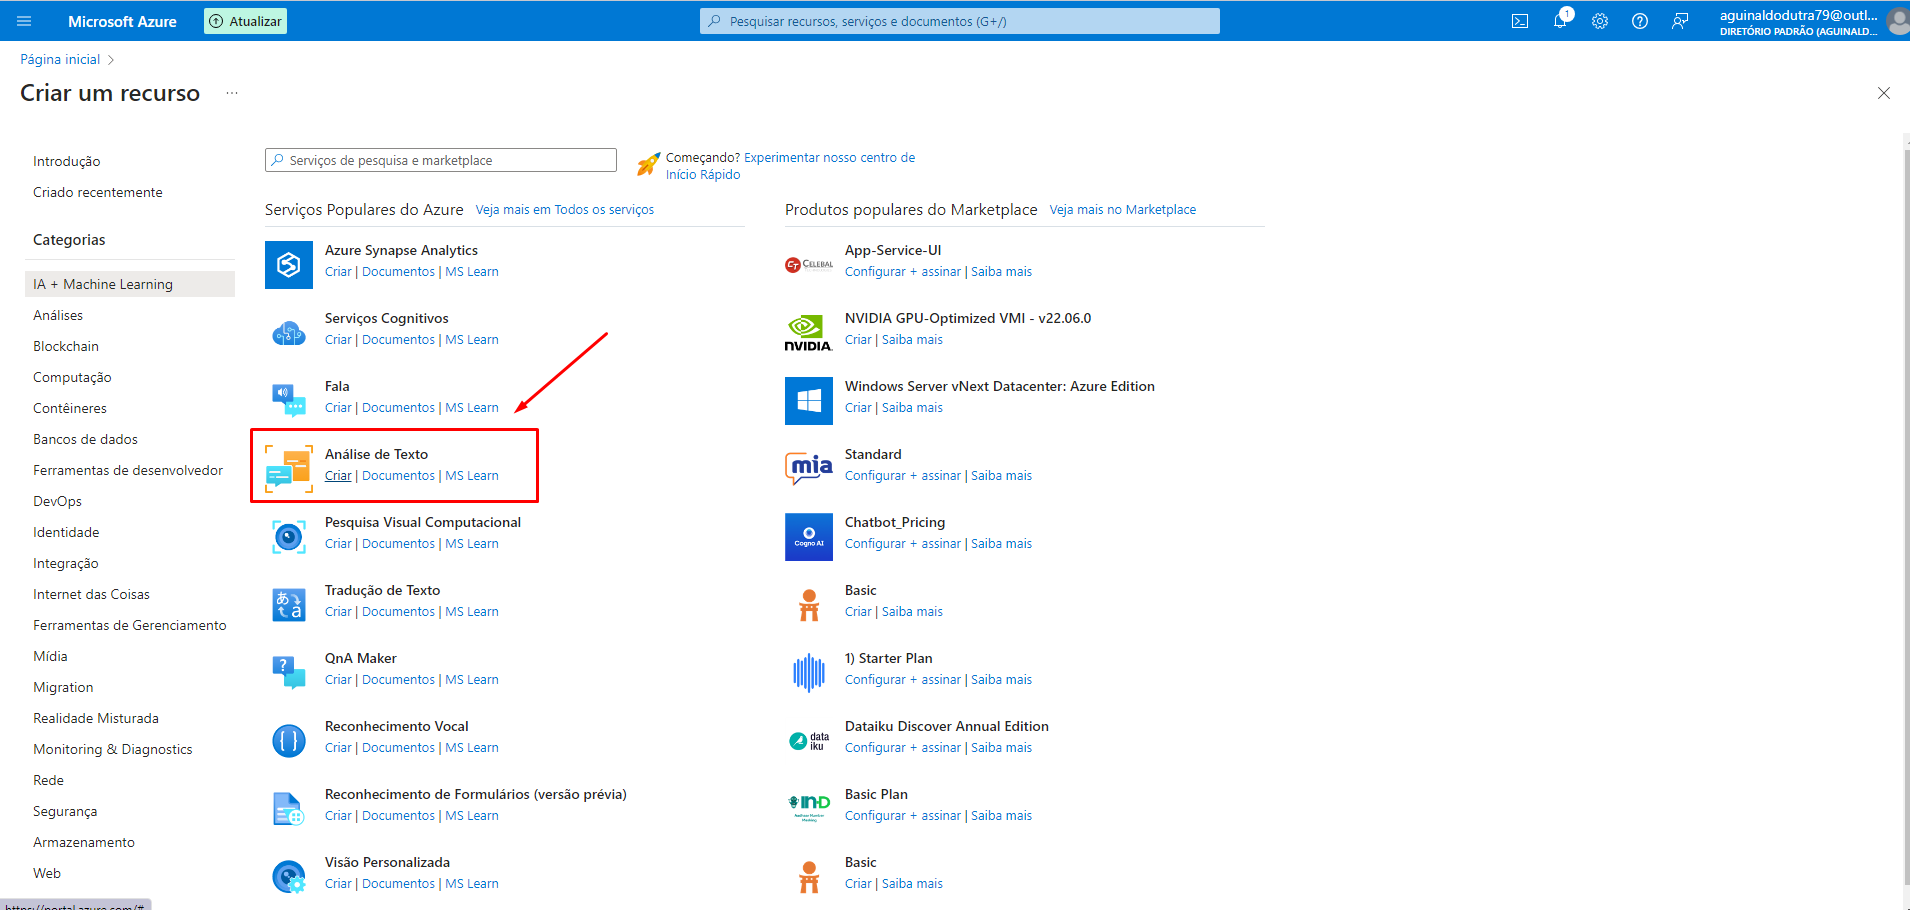 Microsoft Azure
Atualizar
Pesquisar recursos, serviços e documentos (G+/)
1
aguinaldodutra79@outl...
DIRETÓRIO PADRÃO (AGUINALD...
Página inicial >
Criar um recurso ...
Introdução
Criado recentemente
Categorias
IA + Machine Learning
Análises
Blockchain
Computação
Contêineres
Bancos de dados
Ferramentas de desenvolvedor
DevOps
Identidade
Integração
Internet das Coisas
Ferramentas de Gerenciamento
Mídia
Migration
Realidade Misturada
Monitoring & Diagnostics
Rede
Segurança
Armazenamento
Web
Serviços de pesquisa e marketplace
Começando? Experimentar nosso centro de
Início Rápido
Serviços Populares do Azure Veja mais em Todos os serviços
Azure Synapse Analytics
Criar | Documentos | MS Learn
Serviços Cognitivos
Criar | Documentos | MS Learn
Fala
Criar | Documentos | MS Learn
Análise de Texto
Criar | Documentos | MS Learn
Pesquisa Visual Computacional
Criar | Documentos | MS Learn
あ a
Tradução de Texto
Criar | Documentos | MS Learn
?
QnA Maker
Criar | Documentos | MS Learn
Reconhecimento Vocal
Criar | Documentos | MS Learn
Reconhecimento de Formulários (versão prévia)
Criar | Documentos | MS Learn
Visão Personalizada
Criar | Documentos | MS Learn
Produtos populares do Marketplace Veja mais no Marketplace
CT CELEBAL
App-Service-UI
Configurar + assinar | Saiba mais
NVIDIA.
NVIDIA GPU-Optimized VMI - v22.06.0
Criar | Saiba mais
Windows Server vNext Datacenter: Azure Edition
Criar | Saiba mais
mia
Standard
Configurar + assinar | Saiba mais
Cogno AI
Chatbot_Pricing
Configurar + assinar | Saiba mais
Basic
Criar | Saiba mais
1) Starter Plan
Configurar + assinar | Saiba mais
data
iku
Dataiku Discover Annual Edition
Configurar + assinar | Saiba mais
IN-D
Basic Plan
Configurar + assinar | Saiba mais
Basic
Criar | Saiba mais
https://portal.azure.com/#